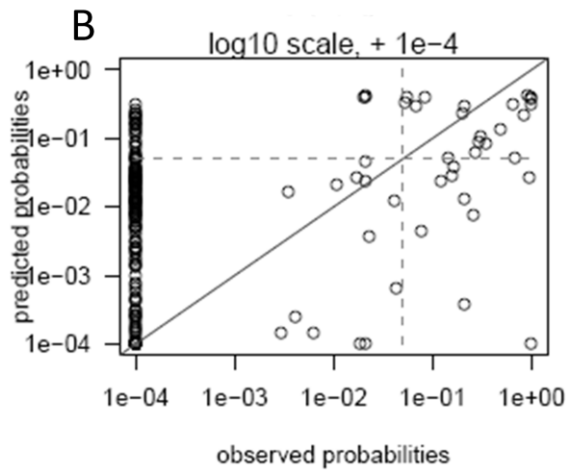 B
log10 scale, + 1e−4
predicted probabilities
1e+00
1e−01
1e−02
1e−03
1e−04
1e−04 1e−03 1e−02 1e−01 1e+00
observed probabilities